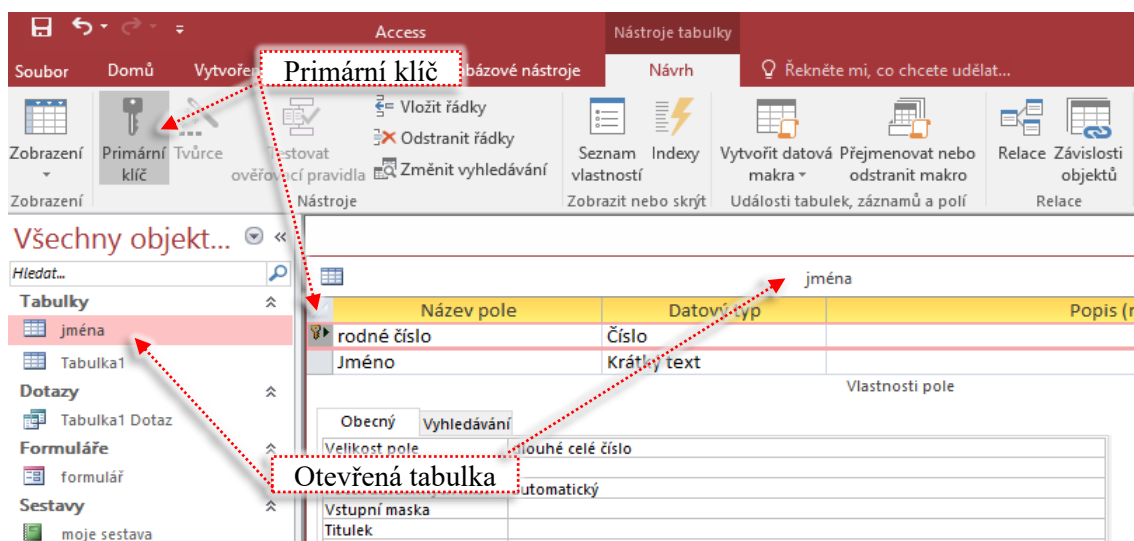 Access
Nástroje tabulky
Soubor Domů Vytvoření Primární klíč abázové nástroje Návrh Řekněte mi, co chcete udělat...
Zobrazení
Primární klíč
Tvůrce
Testovat ověřovací pravidla
Vložit řádky
Odstranit řádky
Změnit vyhledávání
Seznam vlastností
Indexy
Vytvořit datová makra
Přejmenovat nebo odstranit makro
Relace
Závislosti objektů
Zobrazení Nástroje Zobrazit nebo skrýt Události tabulek, záznamů a polí Relace
Všechny objekt... «
Hledat...
Tabulky
jména
Tabulka1
Dotazy
Tabulka1 Dotaz
Formuláře
formulář
Sestavy
moje sestava
jména
Název pole Datový typ Popis (
rodné číslo Číslo
Jméno Krátký text
Vlastnosti pole
Obecný Vyhledávání
Velikost pole dlouhé celé číslo
Otevřená tabulka
utomatický
Vstupní maska
Titulek